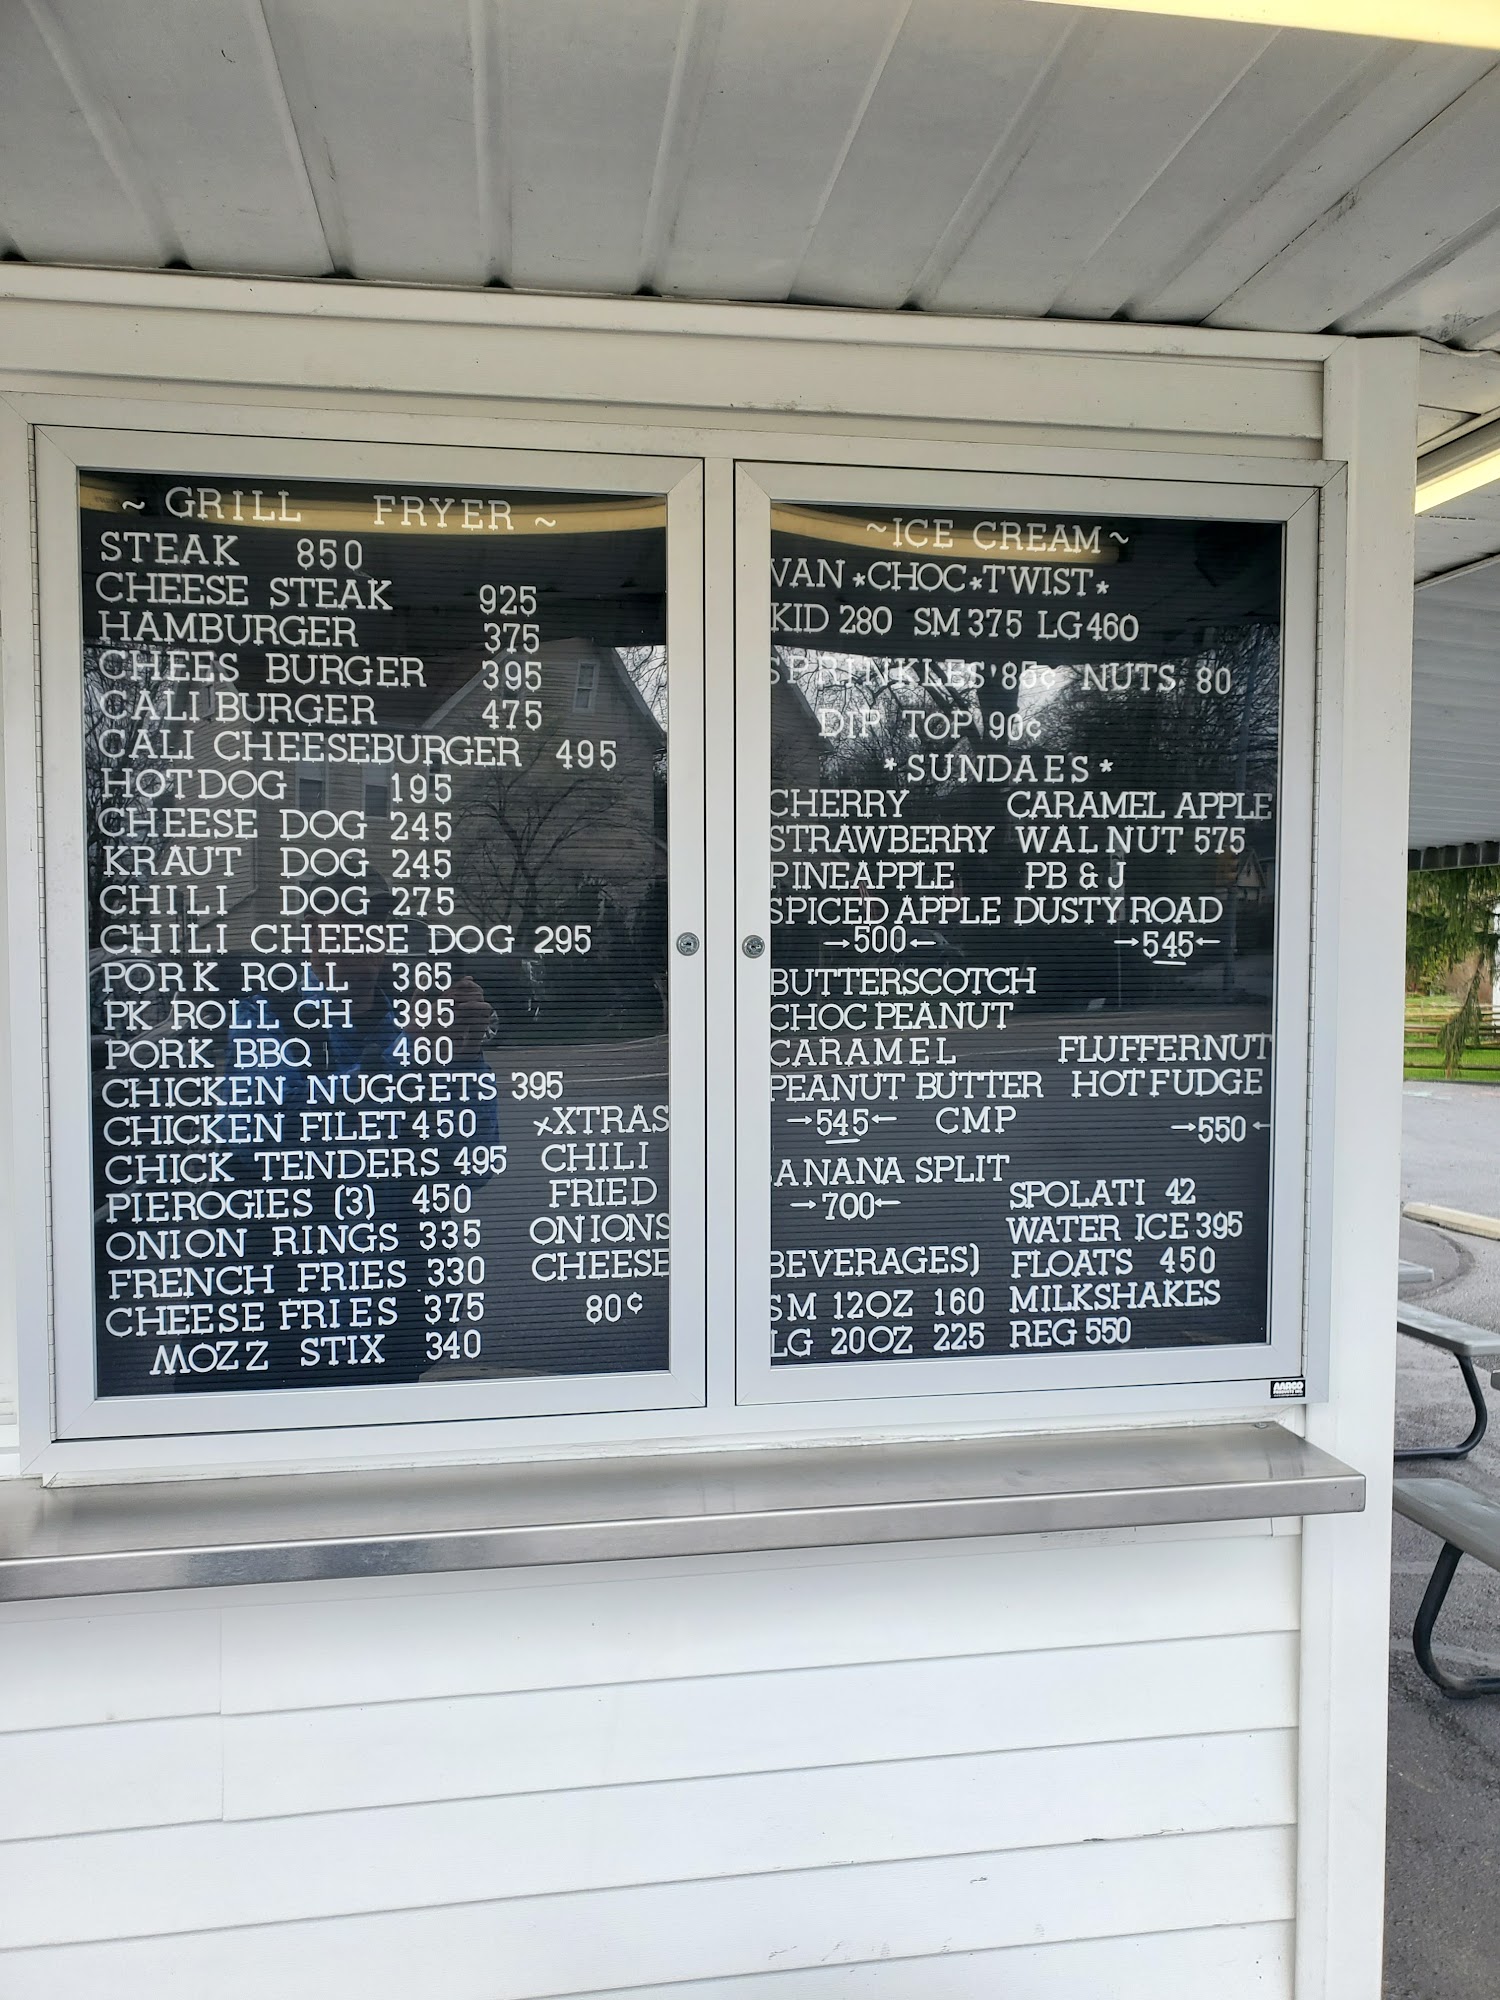 ~ GRILL FRYER ~
STEAK 850
CHEESE STEAK 925
HAMBURGER 375
CHEES BURGER 395
CALI BURGER 475
CALI CHEESEBURGER 495
HOTDOG 195
CHEESE DOG 245
KRAUT DOG 245
CHILI DOG 275
CHILI CHEESE DOG 295
PORK ROLL 365
PK ROLL CH 395
PORK BBQ 460
CHICKEN NUGGETS 395
CHICKEN FILET 450
CHICK TENDERS 495
PIEROGIES (3) 450
ONION RINGS 335
FRENCH FRIES 330
CHEESE FRIES 375
MOZZ STIX 340
*XTRAS
CHILI
FRIED
ONIONS
CHEESE
80¢
~ICE CREAM~
VAN *CHOC*TWIST*
KID 280 SM 375 LG 460
SPRINKLES'85¢ NUTS 80
DIP TOP 90¢
*SUNDAES*
CHERRY CARAMEL APPLE
STRAWBERRY WALNUT 575
PINEAPPLE PB & J
SPICED APPLE DUSTY ROAD
→500← →545←
BUTTERSCOTCH
CHOC PEANUT
CARAMEL FLUFFERNUT
PEANUT BUTTER HOT FUDGE
→545← CMP →550←
ANANA SPLIT
→700←
SPOLATI 42
WATER ICE 395
BEVERAGES) FLOATS 450
SM 12OZ 160 MILKSHAKES
LG 20OZ 225 REG 550
AARCO